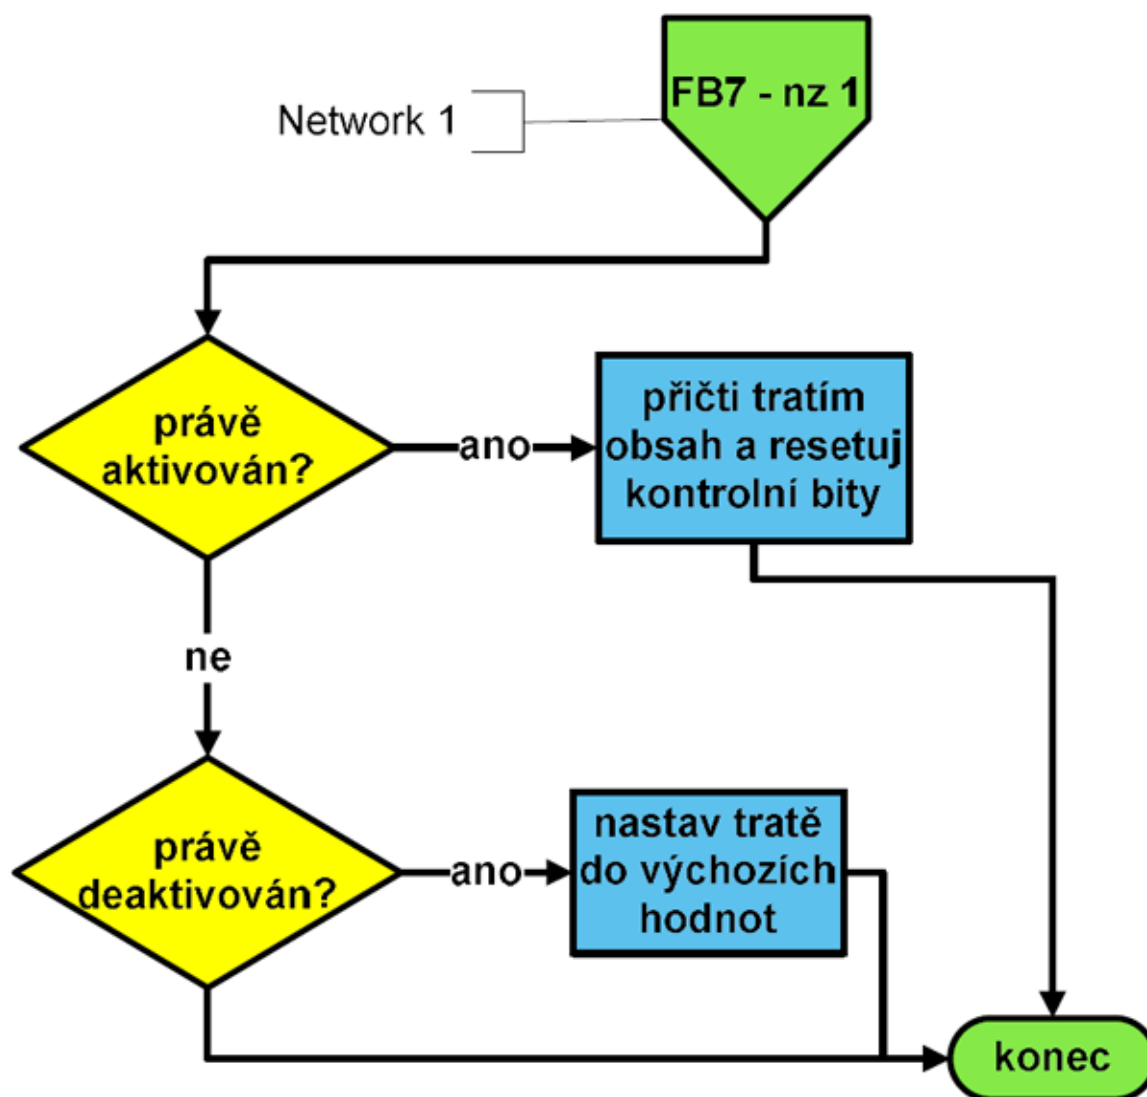 FB7 - nz 1
Network 1
právě
aktivován?
ano
přičti tratím
obsah a resetuj
kontrolní bity
ne
právě
deaktivován?
ano
nastav tratě
do výchozích
hodnot
konec